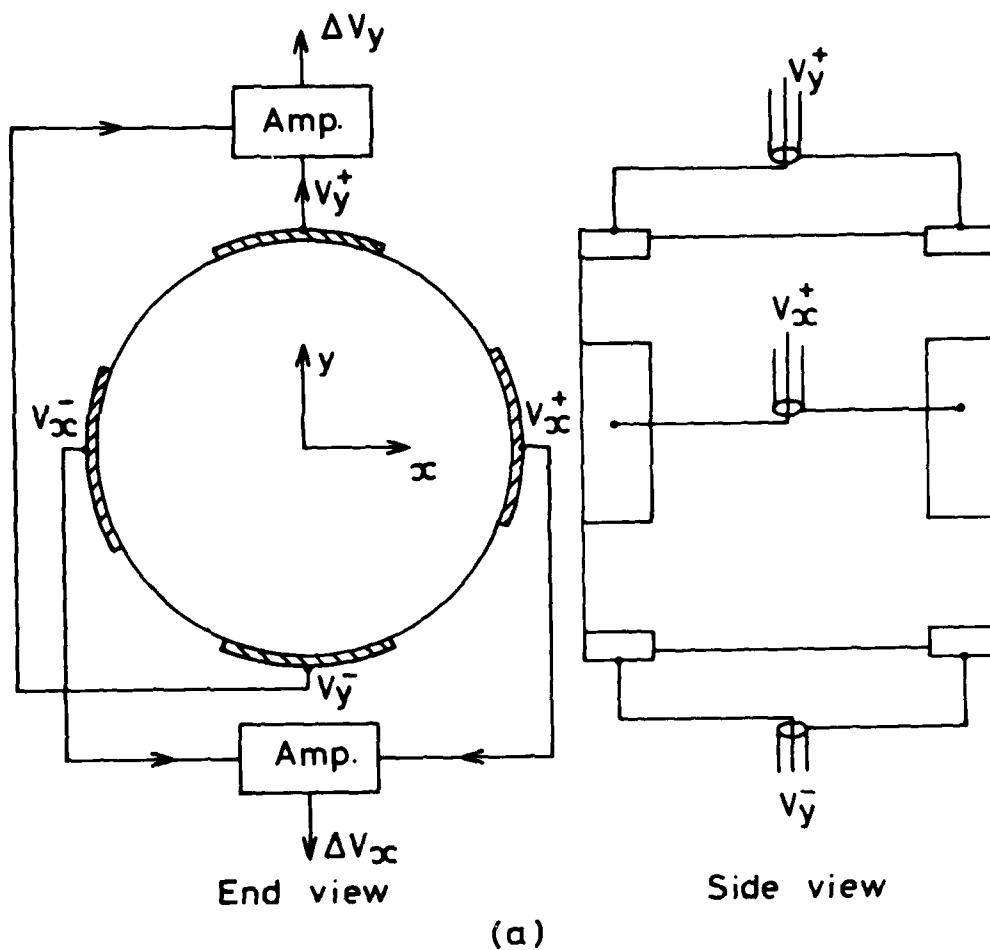 ΔVy
Amp.
Vy+
Vx-
Vx+
y
x
Vy-
Amp.
ΔVx
End view
Vy+
Vx+
Vy-
Side view
(a)